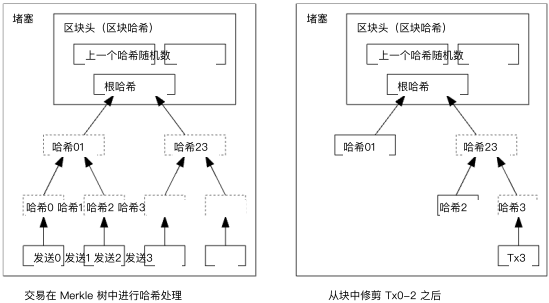 堵塞
区块头（区块哈希）
上一个哈希随机数
根哈希
哈希01
哈希23
哈希0 哈希1 哈希2 哈希3
发送0 发送1 发送2 发送3
交易在 Merkle 树中进行哈希处理
堵塞
区块头（区块哈希）
上一个哈希随机数
根哈希
哈希01
哈希23
哈希2
哈希3
Tx3
从块中修剪 Tx0-2 之后